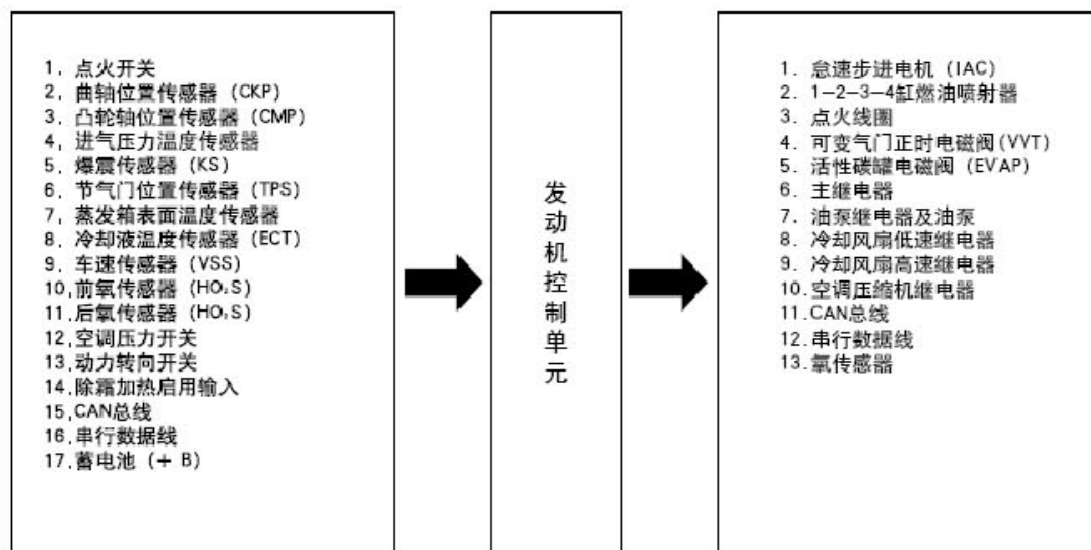 1, 点火开关
2, 曲轴位置传感器 (CKP)
3, 凸轮轴位置传感器 (CMP)
4, 进气压力温度传感器
5, 爆震传感器 (KS)
6, 节气门位置传感器 (TPS)
7, 蒸发箱表面温度传感器
8, 冷却液温度传感器 (ECT)
9, 车速传感器 (VSS)
10, 前氧传感器 (HO₂S)
11, 后氧传感器 (HO₂S)
12, 空调压力开关
13, 动力转向开关
14, 除霜加热启用输入
15, CAN总线
16, 串行数据线
17, 蓄电池 (+ B)
发动机控制单元
1. 怠速步进电机 (IAC)
2. 1-2-3-4缸燃油喷射器
3. 点火线圈
4. 可变气门正时电磁阀 (VVT)
5. 活性碳罐电磁阀 (EVAP)
6. 主继电器
7. 油泵继电器及油泵
8. 冷却风扇低速继电器
9. 冷却风扇高速继电器
10. 空调压缩机继电器
11. CAN总线
12. 串行数据线
13. 氧传感器